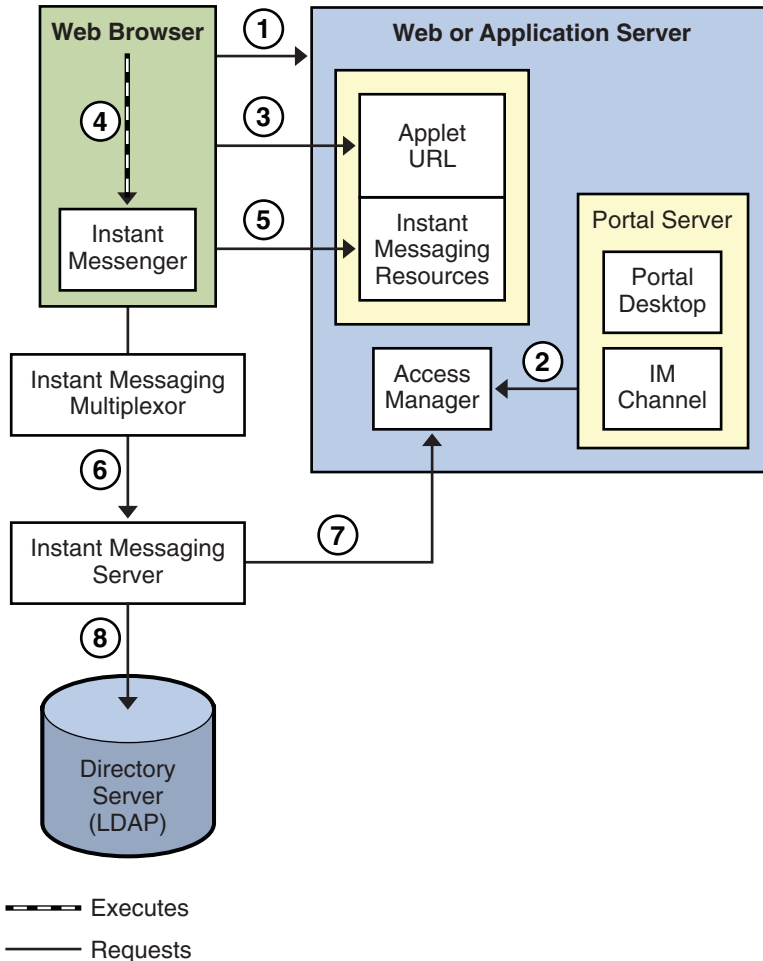 Web Browser
1
Web or Application Server
4
3
Applet
URL
Instant
Messenger
5
Instant
Messaging
Resources
Portal Server
Portal
Desktop
Instant Messaging
Multiplexor
Access
Manager
2
IM
Channel
6
Instant Messaging
Server
7
8
Directory
Server
(LDAP)
Executes
Requests